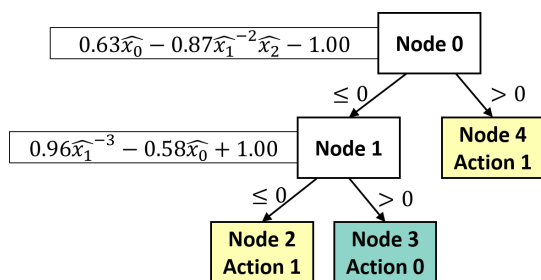 0.63x̂₀ − 0.87x̂₁⁻²x̂₂ − 1.00
Node 0
≤ 0
> 0
0.96x̂₁⁻³ − 0.58x̂₀ + 1.00
Node 1
Node 4
Action 1
≤ 0
> 0
Node 2
Action 1
Node 3
Action 0